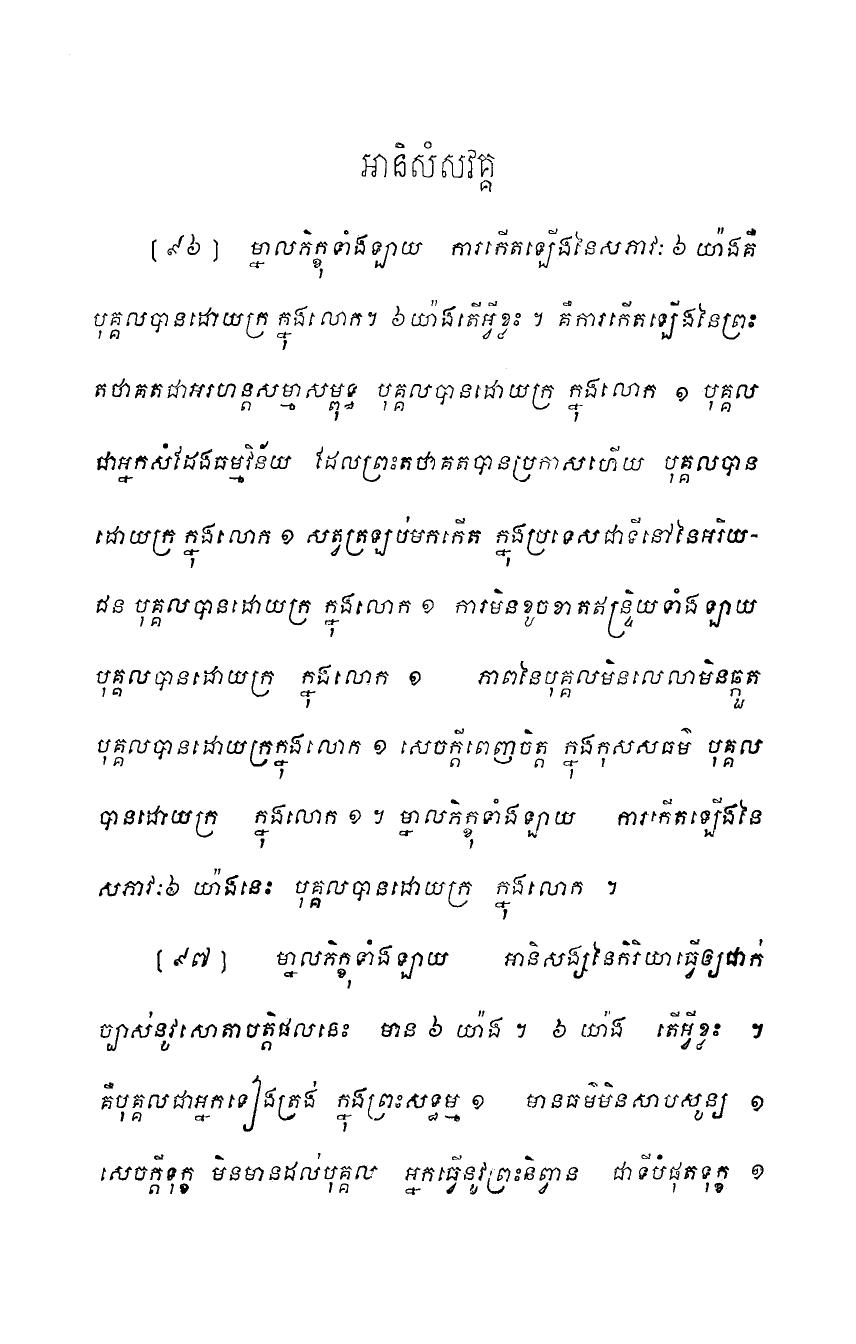 អានិសំសវគ្គ
[៩៦] ម្នាលភិក្ខុទាំងឡាយ ការកើតឡើងនៃសភាវៈ ៦ យ៉ាងគឺ
បុគ្គលបានដោយក្រ ក្នុងលោក។ ៦យ៉ាងតើអ្វីខ្លះ ។ គឺការកើតឡើងនៃព្រះ
តថាគតជាអរហន្តសម្មាសម្ពុទ្ធ បុគ្គលបានដោយក្រ ក្នុងលោក ១ បុគ្គល
ជាអ្នកសំដែងធម្មវិន័យ ដែលព្រះតថាគតបានប្រកាសហើយ បុគ្គលបាន
ដោយក្រ ក្នុងលោក ១ សត្វត្រឡប់មកកើត ក្នុងប្រទេសជាទីនៅនៃអរិយ-
ជន បុគ្គលបានដោយក្រ ក្នុងលោក ១ ការមិនខូចខាតឥន្ទ្រិយទាំងឡាយ
បុគ្គលបានដោយក្រ ក្នុងលោក ១ ភាពនៃបុគ្គលមិនលេលាមិនឆ្កួត
បុគ្គលបានដោយក្រក្នុងលោក ១ សេចក្តីពេញចិត្ត ក្នុងកុសសធម៌ បុគ្គល
បានដោយក្រ ក្នុងលោក ១ ។ ម្នាលភិក្ខុទាំងឡាយ ការកើតឡើងនៃ
សភាវៈ៦ យ៉ាងនេះ បុគ្គលបានដោយក្រ ក្នុងលោក ។
[៩៧] ម្នាលភិក្ខុទាំងឡាយ អានិសង្សនៃកិរិយាធ្វើឲ្យជាក់
ច្បាស់នូវសោតាបត្តិផលនេះ មាន ៦ យ៉ាង ។ ៦ យ៉ាង តើអ្វីខ្លះ ។
គឺបុគ្គលជាអ្នកទៀងត្រង់ ក្នុងព្រះសទ្ធម្ម ១ មានធម៌មិនសាបសូន្យ ១
សេចក្តីទុក្ខ មិនមានដល់បុគ្គល អ្នកធ្វើនូវព្រះនិព្វាន ជាទីបំផុតទុក្ខ ១